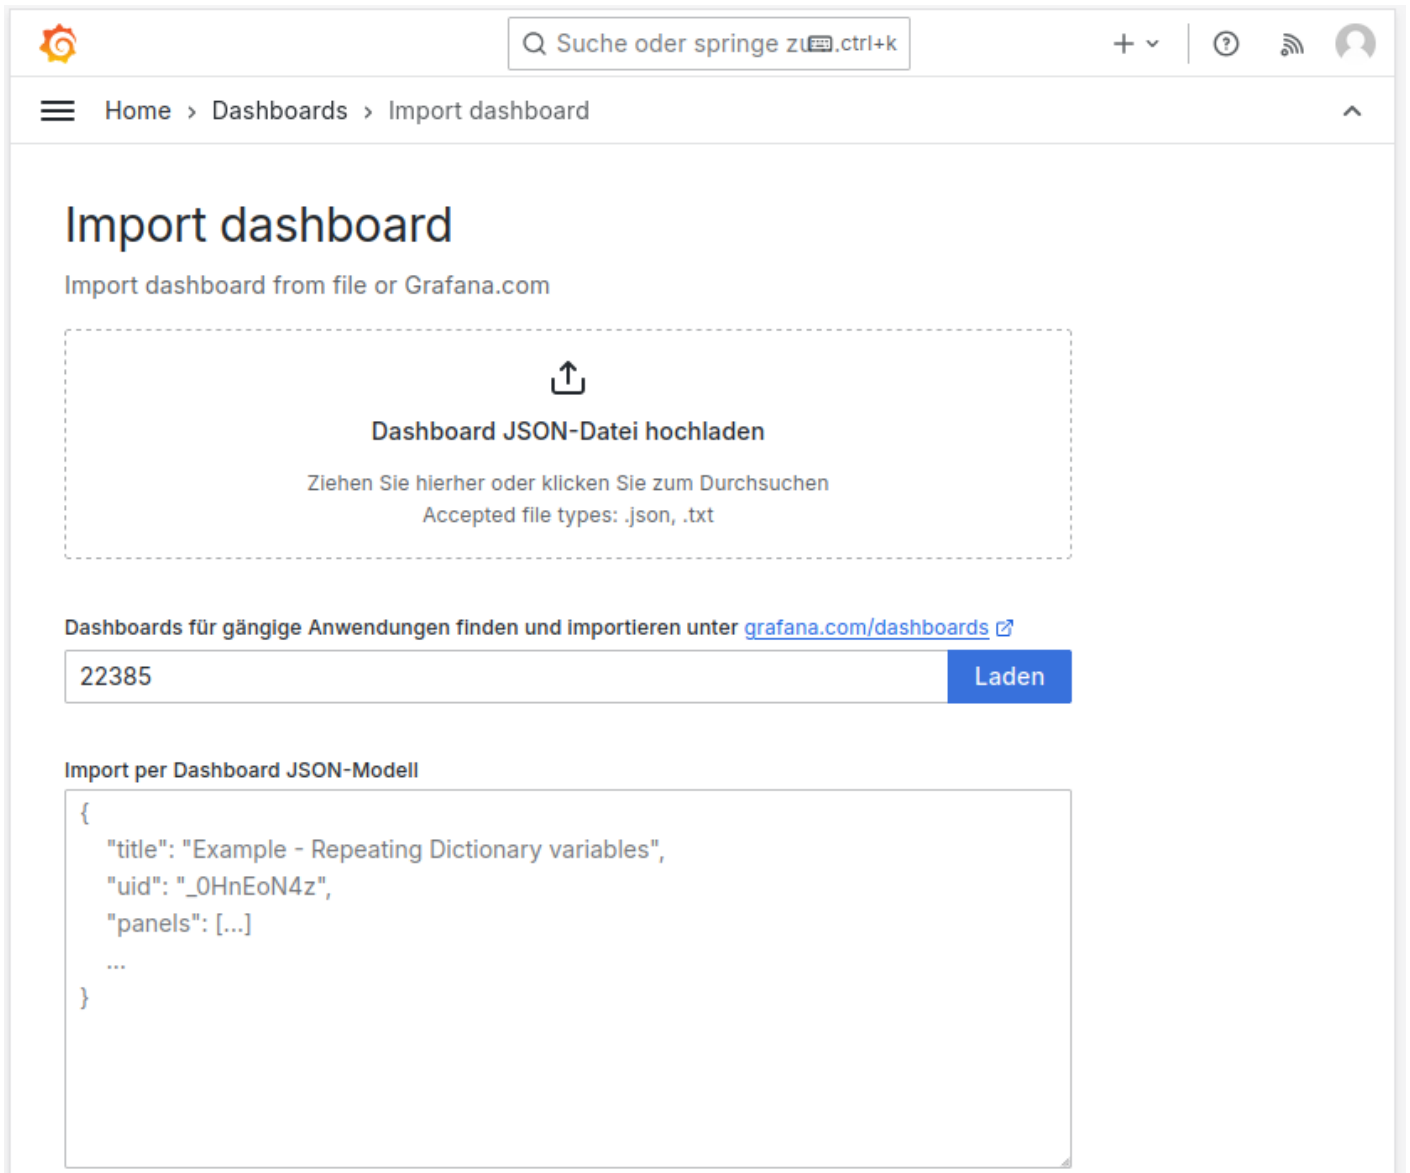 Suche oder springe zu ctrl+k
Home › Dashboards › Import dashboard
Import dashboard
Import dashboard from file or Grafana.com
Dashboard JSON-Datei hochladen
Ziehen Sie hierher oder klicken Sie zum Durchsuchen
Accepted file types: .json, .txt
Dashboards für gängige Anwendungen finden und importieren unter grafana.com/dashboards
22385
Laden
Import per Dashboard JSON-Modell
{
"title": "Example - Repeating Dictionary variables",
"uid": "_0HnEoN4z",
"panels": [...]
...
}